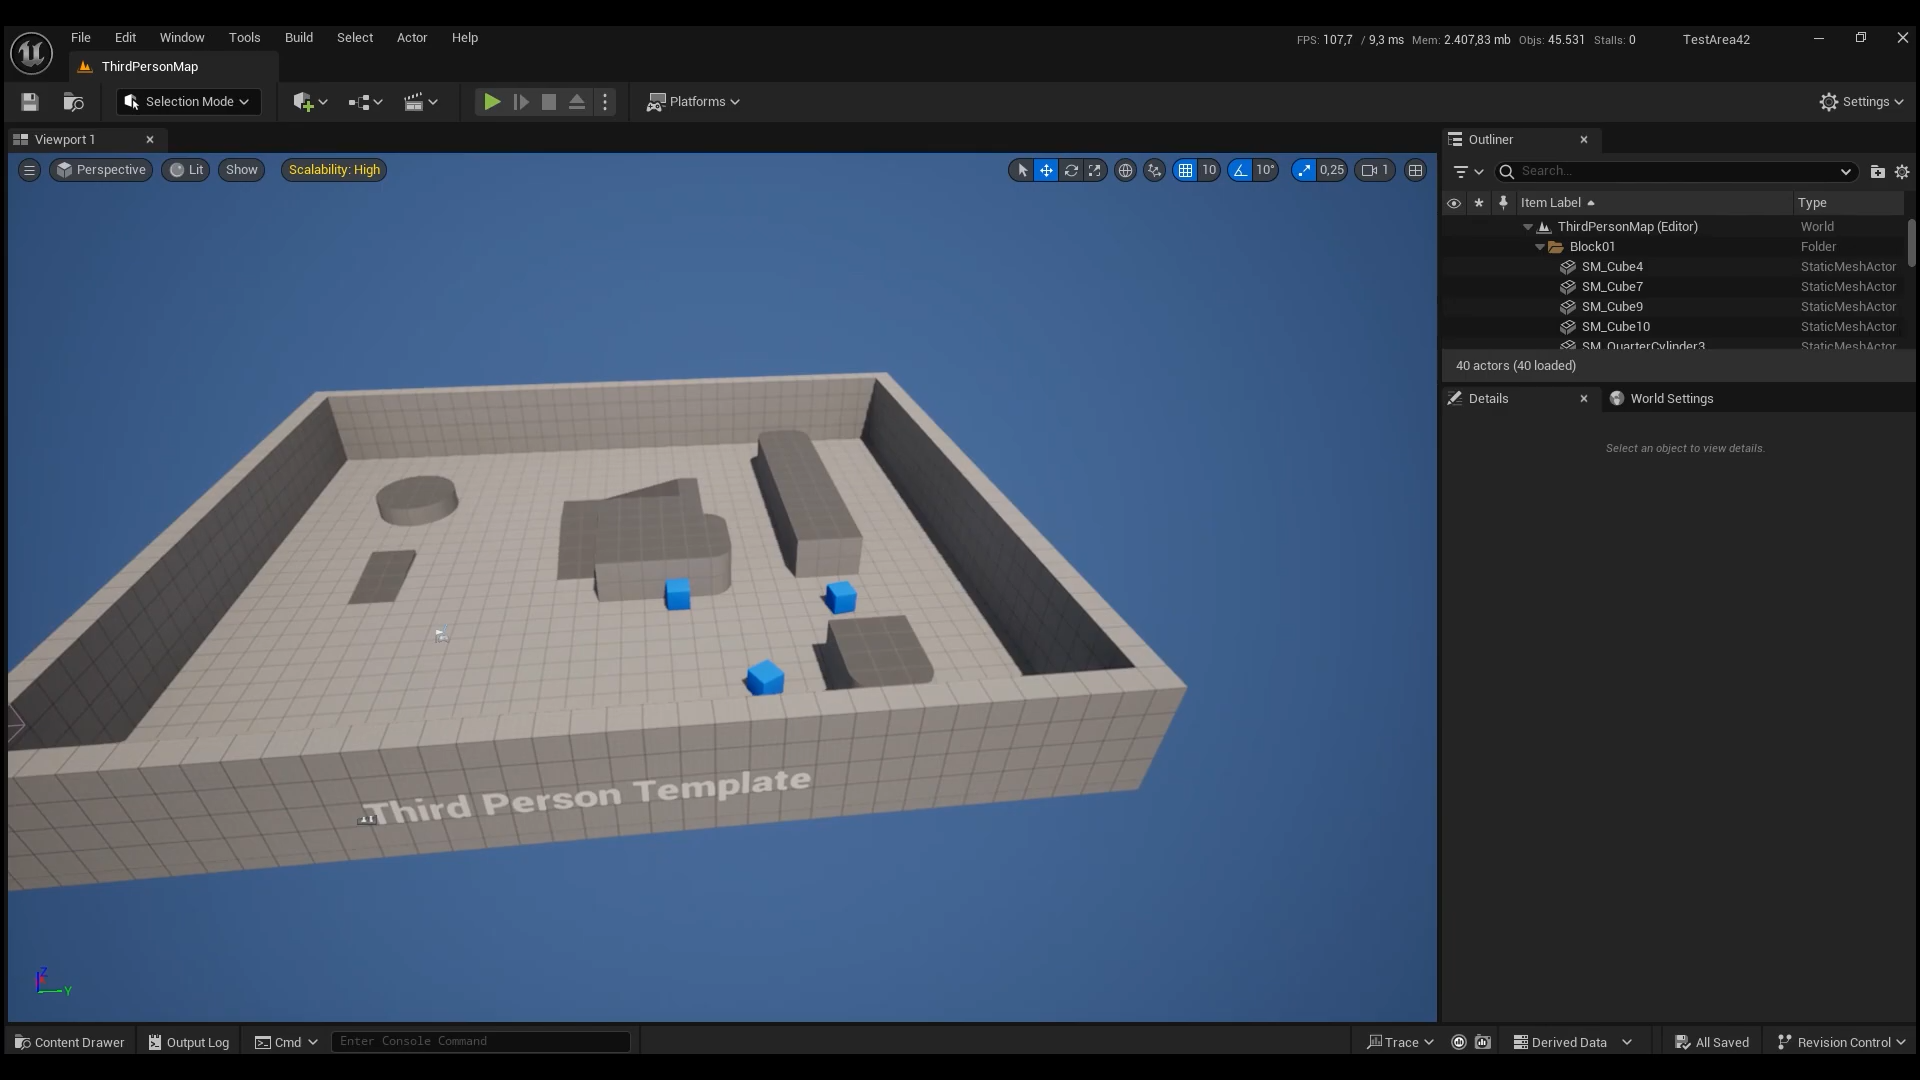 File Edit Window Tools Build Select Actor Help
FPS: 107,7 / 9,3 ms Mem: 2.407,83 mb Objs: 45.531 Stalls: 0 TestArea42
ThirdPersonMap
Selection Mode Platforms Settings
Viewport 1
Perspective Lit Show Scalability: High 10 10° 0,25 1
Third Person Template
Z
Y
Outliner
Search...
Item Label Type
ThirdPersonMap (Editor) World
Block01 Folder
SM_Cube4 StaticMeshActor
SM_Cube7 StaticMeshActor
SM_Cube9 StaticMeshActor
SM_Cube10 StaticMeshActor
SM_QuarterCylinder3 StaticMeshActor
40 actors (40 loaded)
Details World Settings
Select an object to view details.
Content Drawer Output Log Cmd Enter Console Command Trace Derived Data All Saved Revision Control